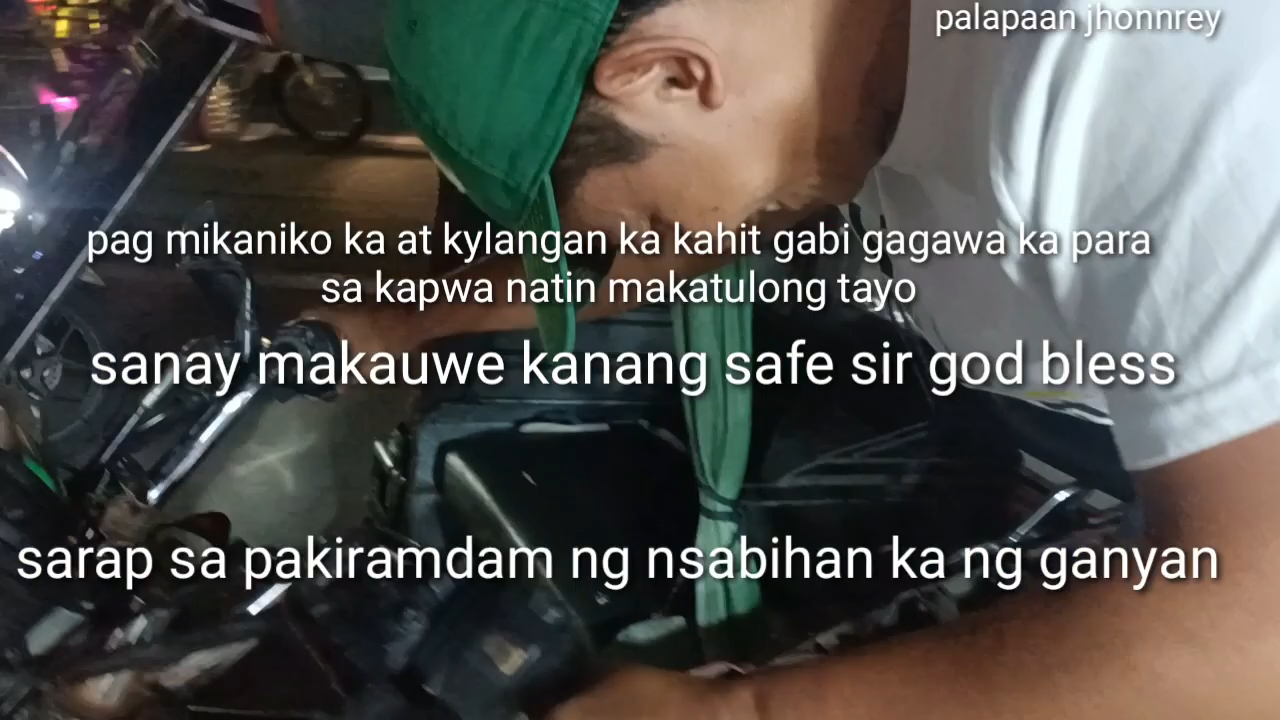 palapaan jhonnrey
pag mikaniko ka at kylangan ka kahit gabi gagawa ka para
sa kapwa natin makatulong tayo
sanay makauwe kanang safe sir god bless
sarap sa pakiramdam ng nsabihan ka ng ganyan